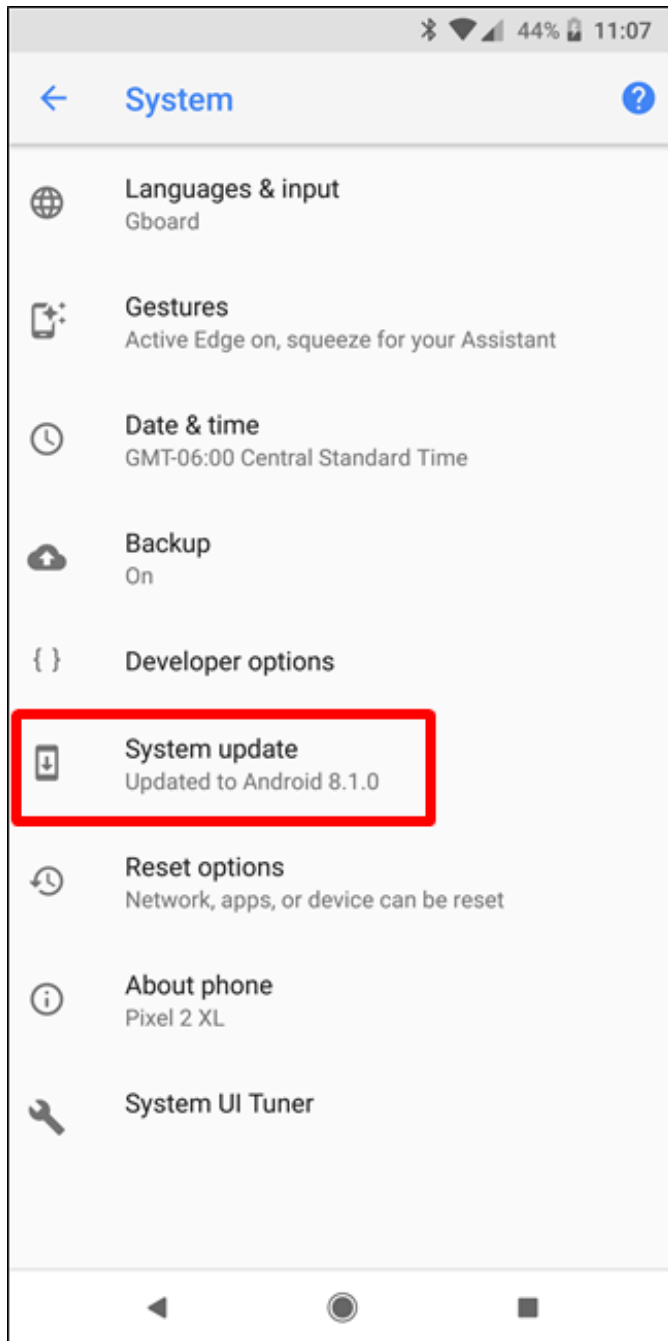 44% 11:07
System
Languages & input
Gboard
Gestures
Active Edge on, squeeze for your Assistant
Date & time
GMT-06:00 Central Standard Time
Backup
On
{ } Developer options
System update
Updated to Android 8.1.0
Reset options
Network, apps, or device can be reset
About phone
Pixel 2 XL
System UI Tuner